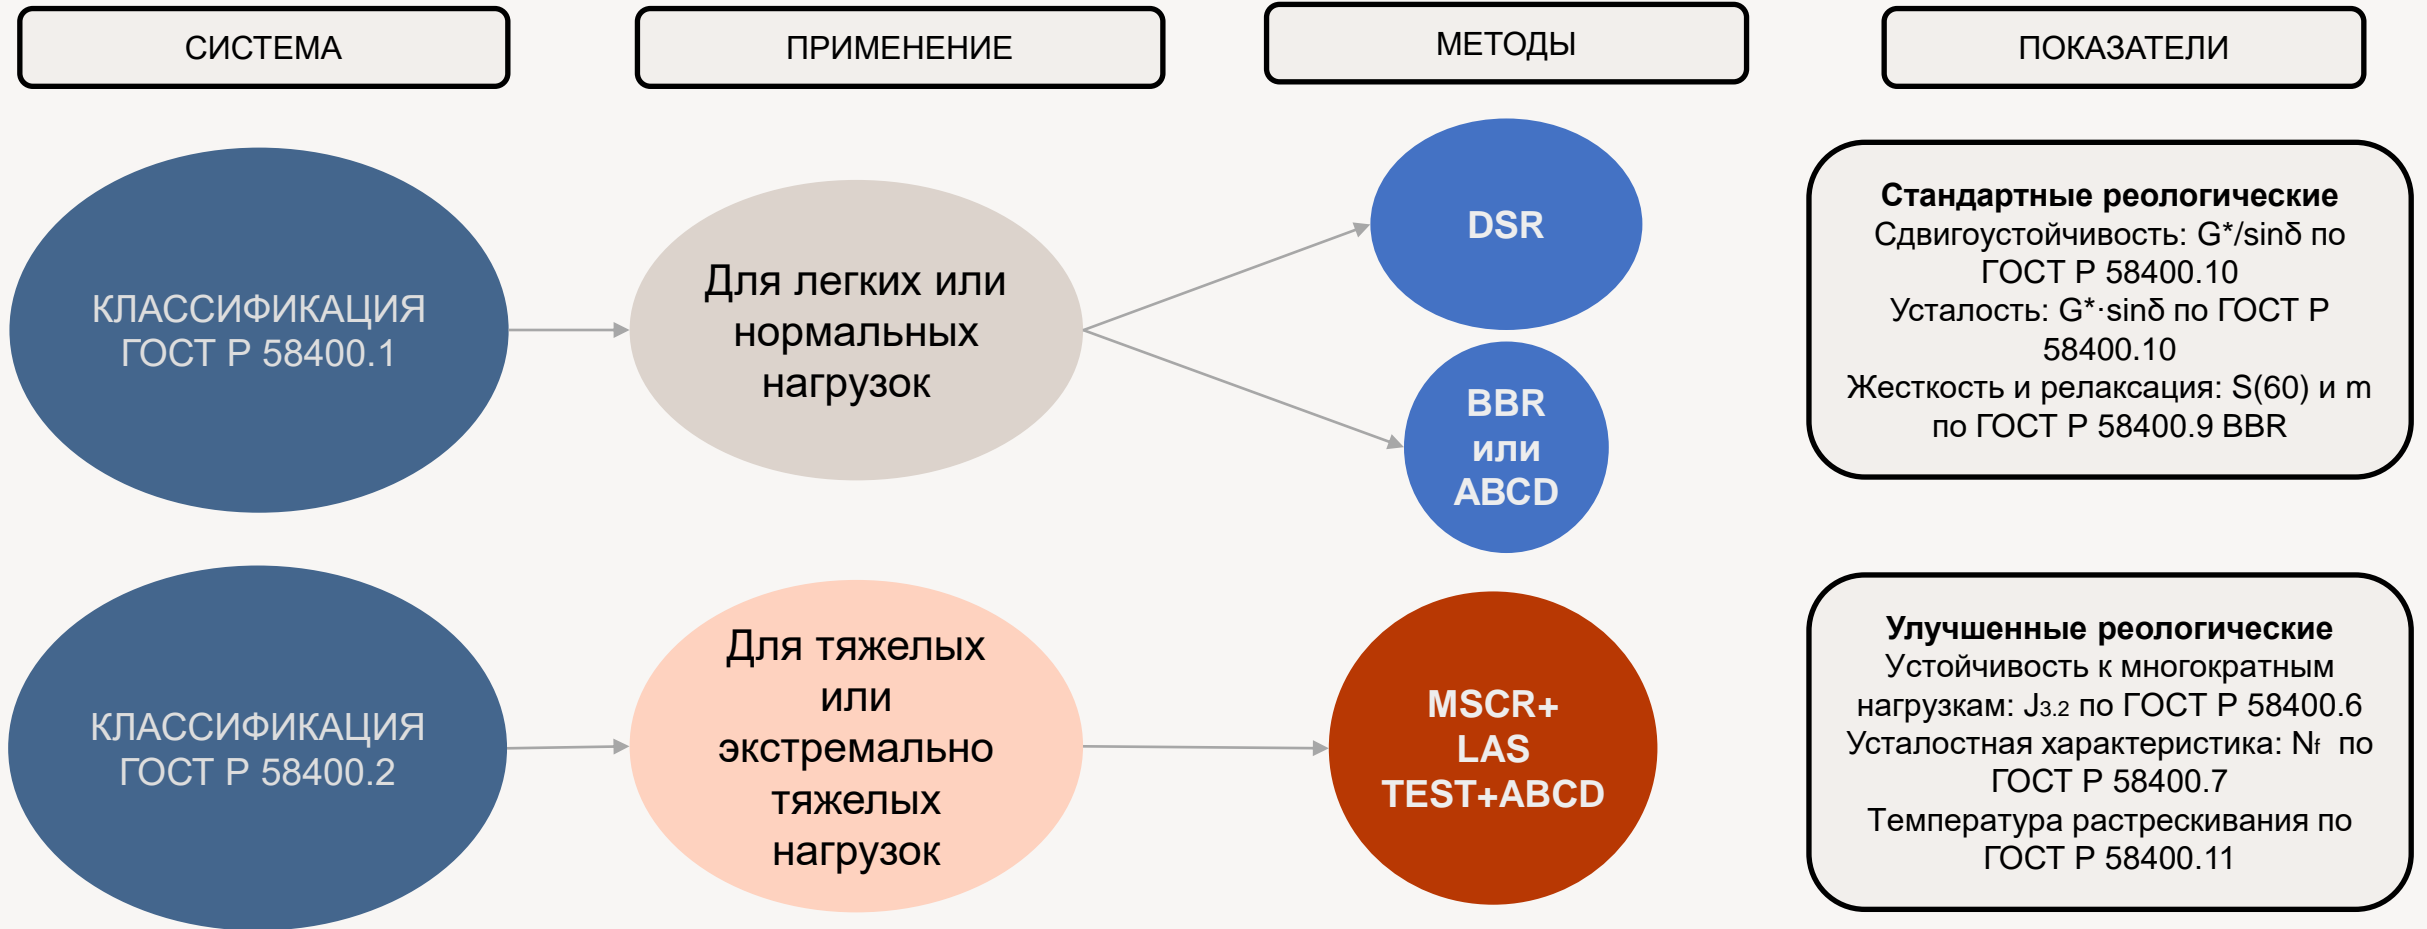 СИСТЕМА
ПРИМЕНЕНИЕ
МЕТОДЫ
ПОКАЗАТЕЛИ
КЛАССИФИКАЦИЯ
ГОСТ Р 58400.1
Для легких или
нормальных
нагрузок
DSR
BBR
или
ABCD
Стандартные реологические
Сдвигоустойчивость: G*/sinδ по
ГОСТ Р 58400.10
Усталость: G*·sinδ по ГОСТ Р
58400.10
Жесткость и релаксация: S(60) и m
по ГОСТ Р 58400.9 BBR
КЛАССИФИКАЦИЯ
ГОСТ Р 58400.2
Для тяжелых
или
экстремально
тяжелых
нагрузок
MSCR+
LAS
TEST+ABCD
Улучшенные реологические
Устойчивость к многократным
нагрузкам: J3.2 по ГОСТ Р 58400.6
Усталостная характеристика: Nf по
ГОСТ Р 58400.7
Температура растрескивания по
ГОСТ Р 58400.11